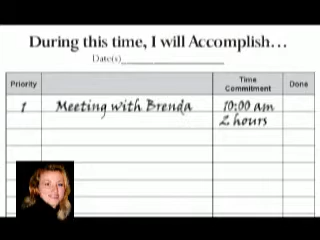 During this time, I will Accomplish...
Date(s)
Priority Time Commitment Done
1 Meeting with Brenda 10:00 am
2 hours